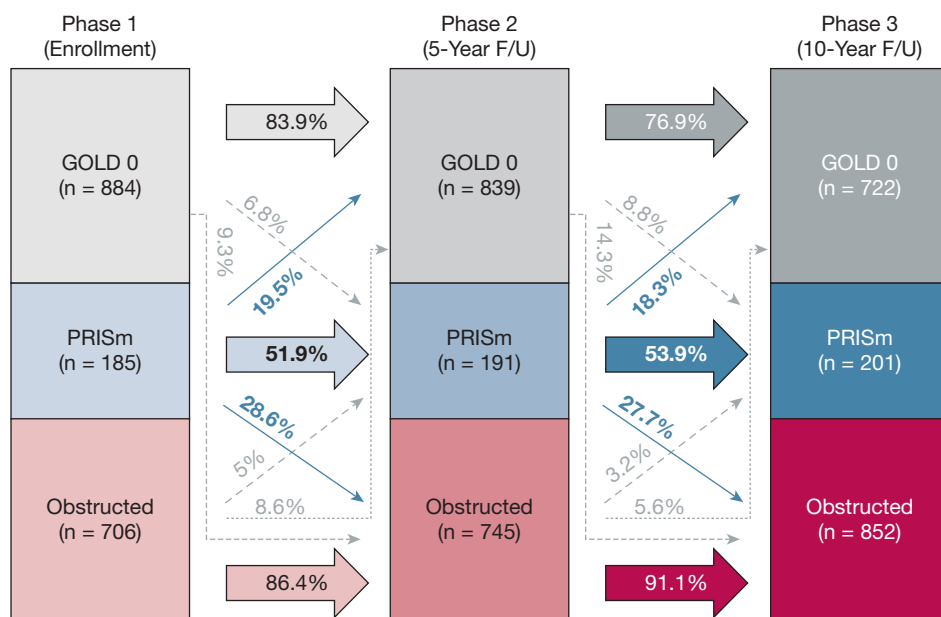 Phase 1
(Enrollment)
Phase 2
(5-Year F/U)
Phase 3
(10-Year F/U)
GOLD 0
(n = 884)
83.9%
GOLD 0
(n = 839)
76.9%
GOLD 0
(n = 722)
6.8%
9.3%
19.5%
8.8%
14.3%
18.3%
PRISm
(n = 185)
51.9%
PRISm
(n = 191)
53.9%
PRISm
(n = 201)
28.6%
5%
8.6%
27.7%
3.2%
5.6%
Obstructed
(n = 706)
86.4%
Obstructed
(n = 745)
91.1%
Obstructed
(n = 852)